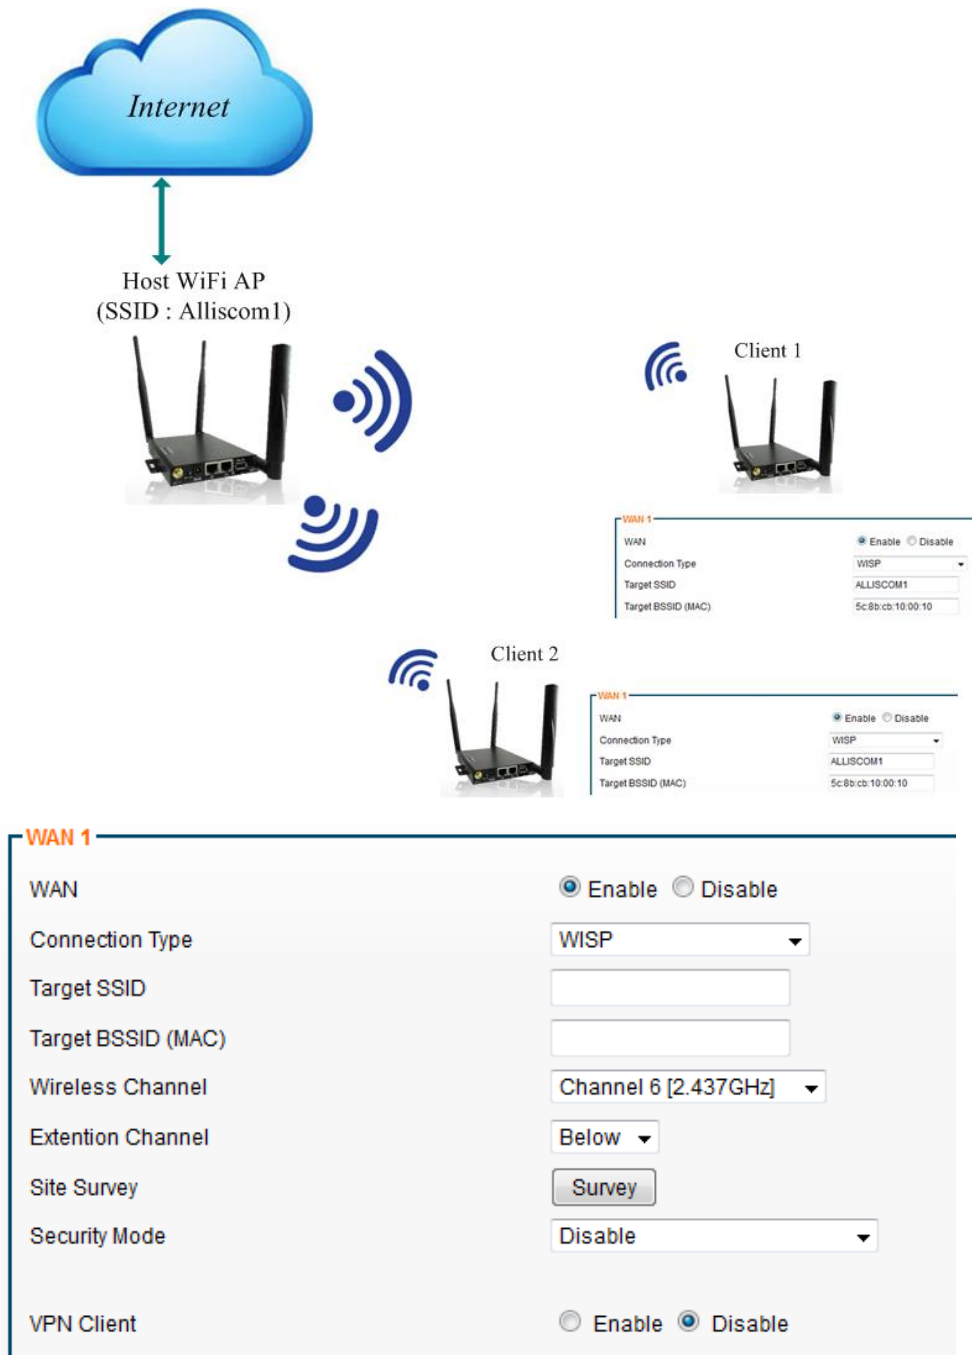 Internet
Host WiFi AP
(SSID : Alliscom1)
Client 1
WAN 1
WAN Enable Disable
Connection Type WISP
Target SSID ALLISCOM1
Target BSSID (MAC) 5c:8b:cb:10:00:10
Client 2
WAN 1
WAN Enable Disable
Connection Type WISP
Target SSID ALLISCOM1
Target BSSID (MAC) 5c:8b:cb:10:00:10
WAN 1
WAN Enable Disable
Connection Type WISP
Target SSID
Target BSSID (MAC)
Wireless Channel Channel 6 [2.437GHz]
Extention Channel Below
Site Survey Survey
Security Mode Disable
VPN Client Enable Disable